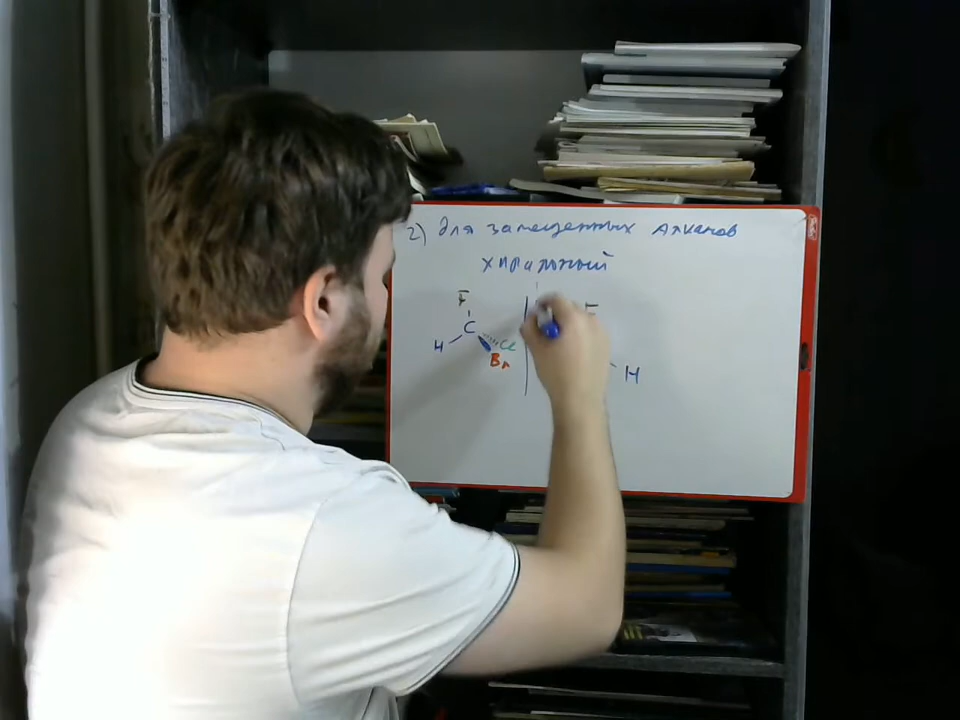 2) для замещенных алканов
хиральный
F F
C
H Cl
Br H